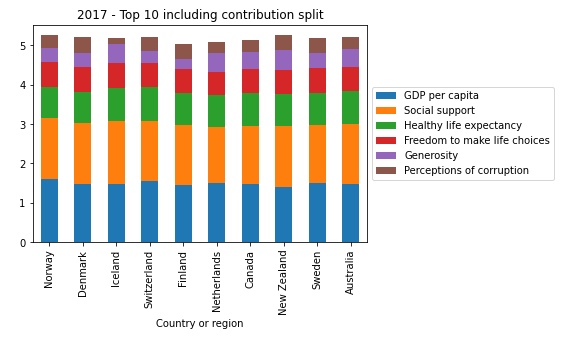 2017 - Top 10 including contribution split
5
4
3
2
1
0
Norway
Denmark
Iceland
Switzerland
Finland
Netherlands
Canada
New Zealand
Sweden
Australia
Country or region
GDP per capita
Social support
Healthy life expectancy
Freedom to make life choices
Generosity
Perceptions of corruption